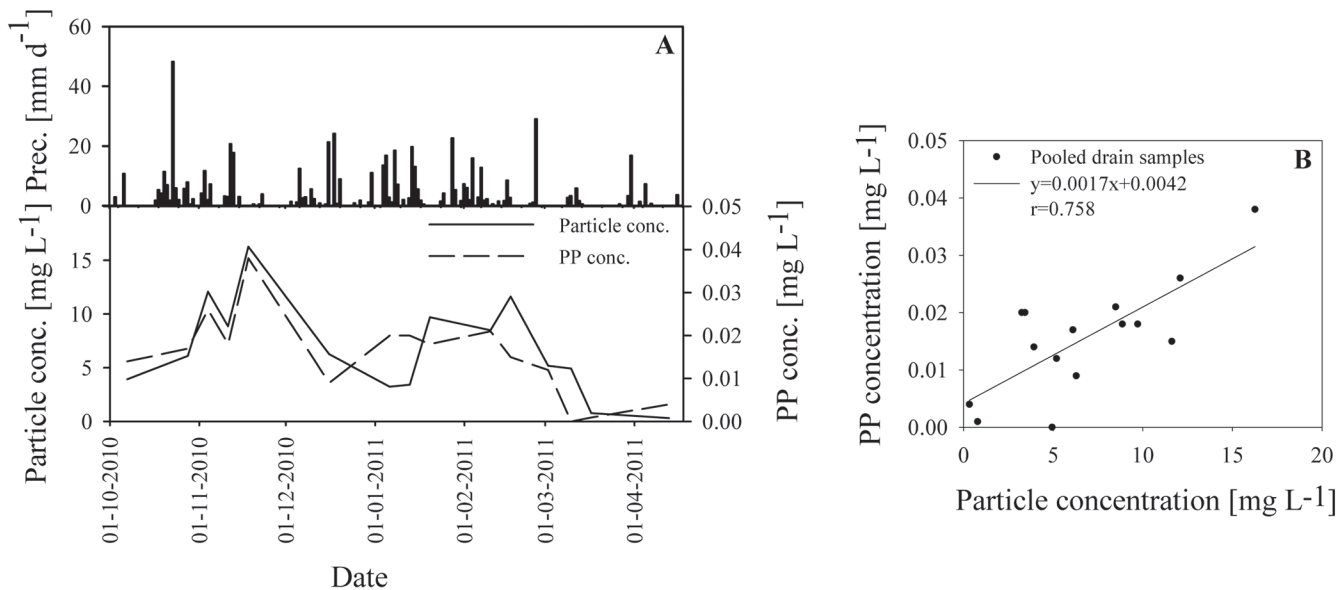 A
Prec. [mm d-1]
60
40
20
0
Particle conc. [mg L-1]
15
10
5
0
Particle conc.
PP conc.
0.05
0.04
0.03
0.02
0.01
0.00
PP conc. [mg L-1]
01-10-2010
01-11-2010
01-12-2010
01-01-2011
01-02-2011
01-03-2011
01-04-2011
Date
B
Pooled drain samples
y=0.0017x+0.0042
r=0.758
PP concentration [mg L-1]
0.05
0.04
0.03
0.02
0.01
0.00
0
5
10
15
20
Particle concentration [mg L-1]